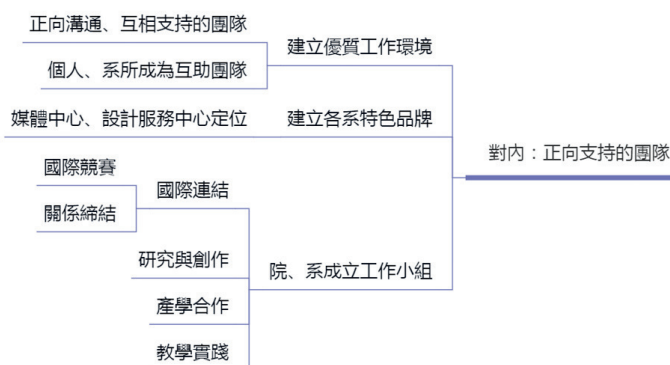 正向溝通、互相支持的團隊
建立優質工作環境
個人、系所成為互助團隊
媒體中心、設計服務中心定位
建立各系特色品牌
對內：正向支持的團隊
國際競賽
國際連結
關係締結
研究與創作
院、系成立工作小組
產學合作
教學實踐